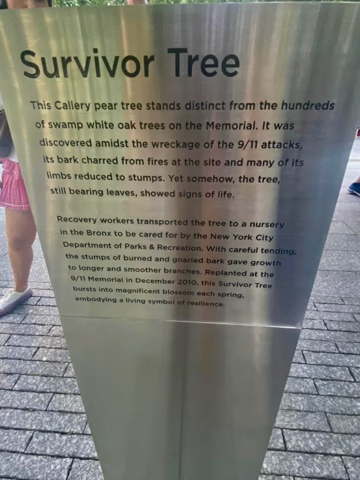 Survivor Tree
This Callery pear tree stands distinct from the hundreds
of swamp white oak trees on the Memorial. It was
discovered amidst the wreckage of the 9/11 attacks,
its bark charred from fires at the site and many of its
limbs reduced to stumps. Yet somehow, the tree,
still bearing leaves, showed signs of life.
Recovery workers transported the tree to a nursery
in the Bronx to be cared for by the New York City
Department of Parks & Recreation. With careful tending,
the stumps of burned and gnarled bark gave growth
to longer and smoother branches. Replanted at the
9/11 Memorial in December 2010, this Survivor Tree
bursts into magnificent blossom each spring,
embodying a living symbol of resilience.